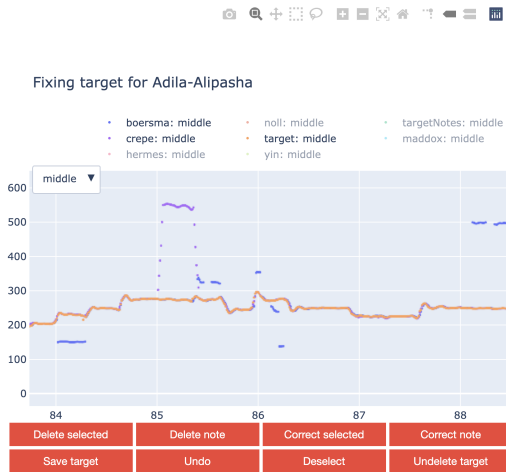 Fixing target for Adila-Alipasha
boersma: middle noll: middle targetNotes: middle
crepe: middle target: middle maddox: middle
hermes: middle yin: middle
middle ▼
600
500
400
300
200
100
0
84 85 86 87 88
Delete selected Delete note Correct selected Correct note
Save target Undo Deselect Undelete target